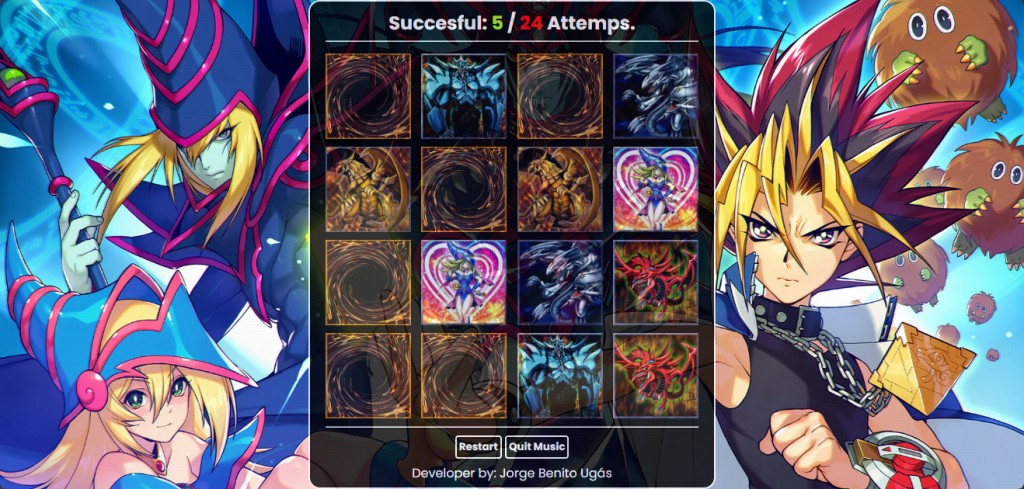 Succesful: 5 / 24 Attemps.
Restart Quit Music
Developer by: Jorge Benito Ugás